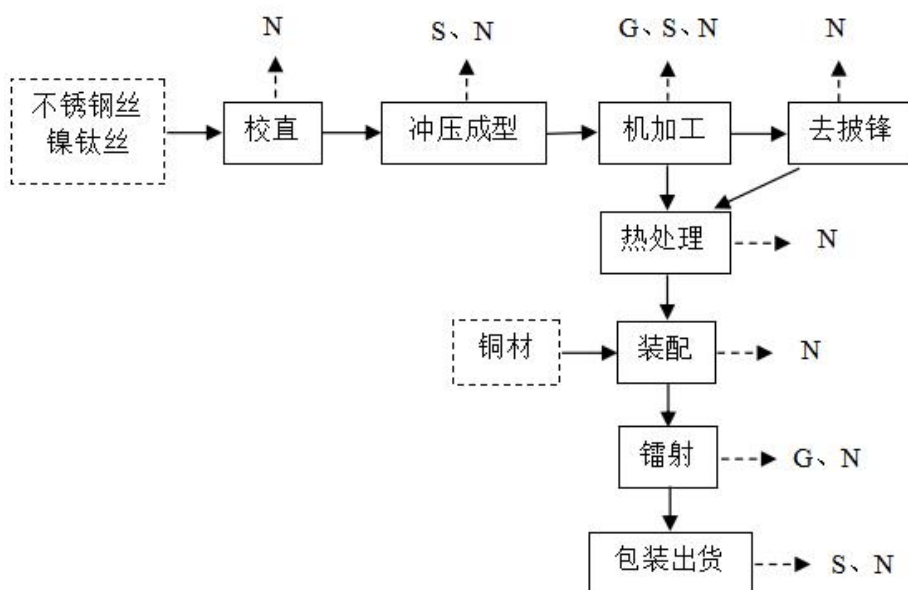 N
S、N
G、S、N
N
不锈钢丝
镍钛丝
校直
冲压成型
机加工
去披锋
热处理
N
铜材
装配
N
镭射
G、N
包装出货
S、N